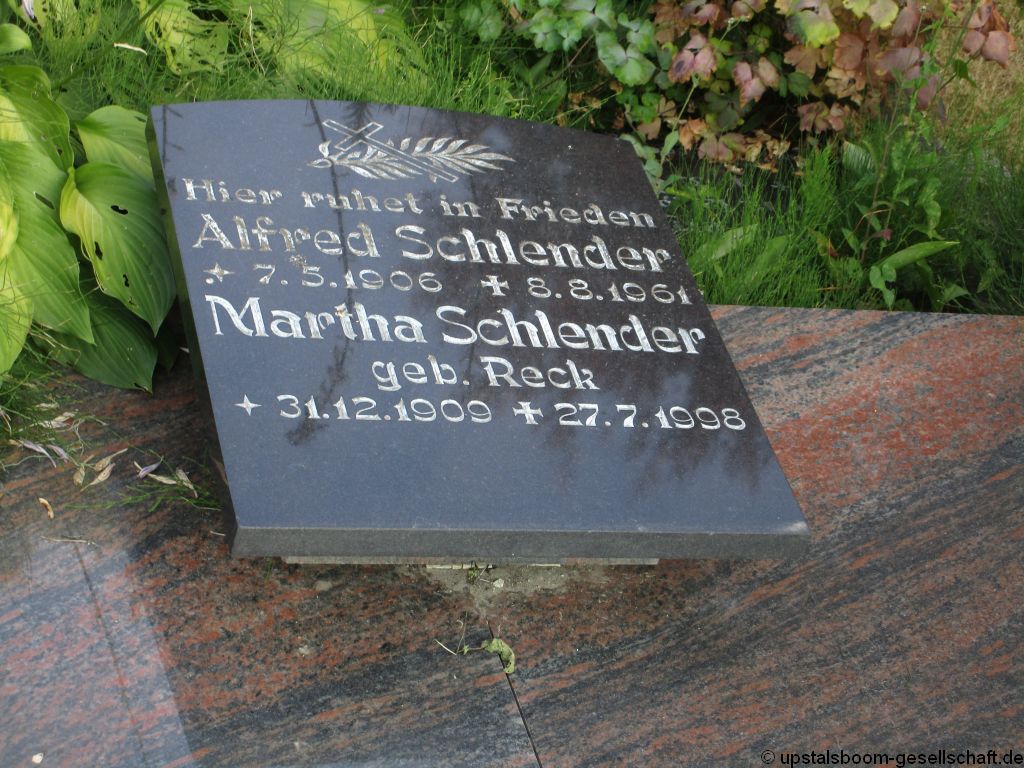 Hier ruhet in Frieden
Alfred Schlender
✶ 7.5.1906 ✝ 8.8.1961
Martha Schlender
geb. Reck
✶ 31.12.1909 ✝ 27.7.1998
© upstalsboom-gesellschaft.de